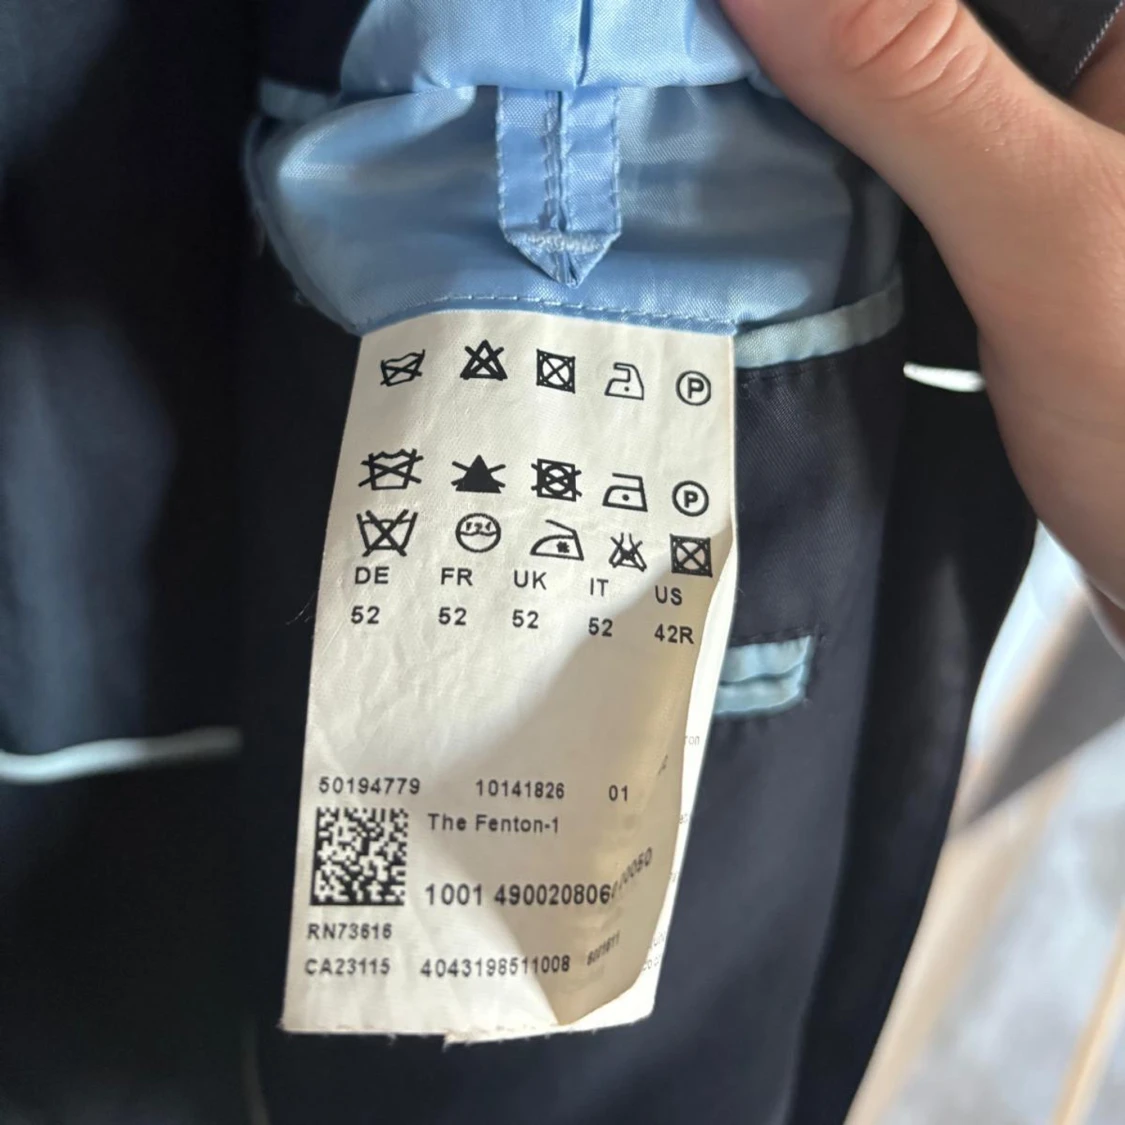 P
P
DE FR UK IT US
52 52 52 52 42R
50194779 10141826 01
The Fenton-1
1001 490020806
RN73616
CA23115 4043198511008